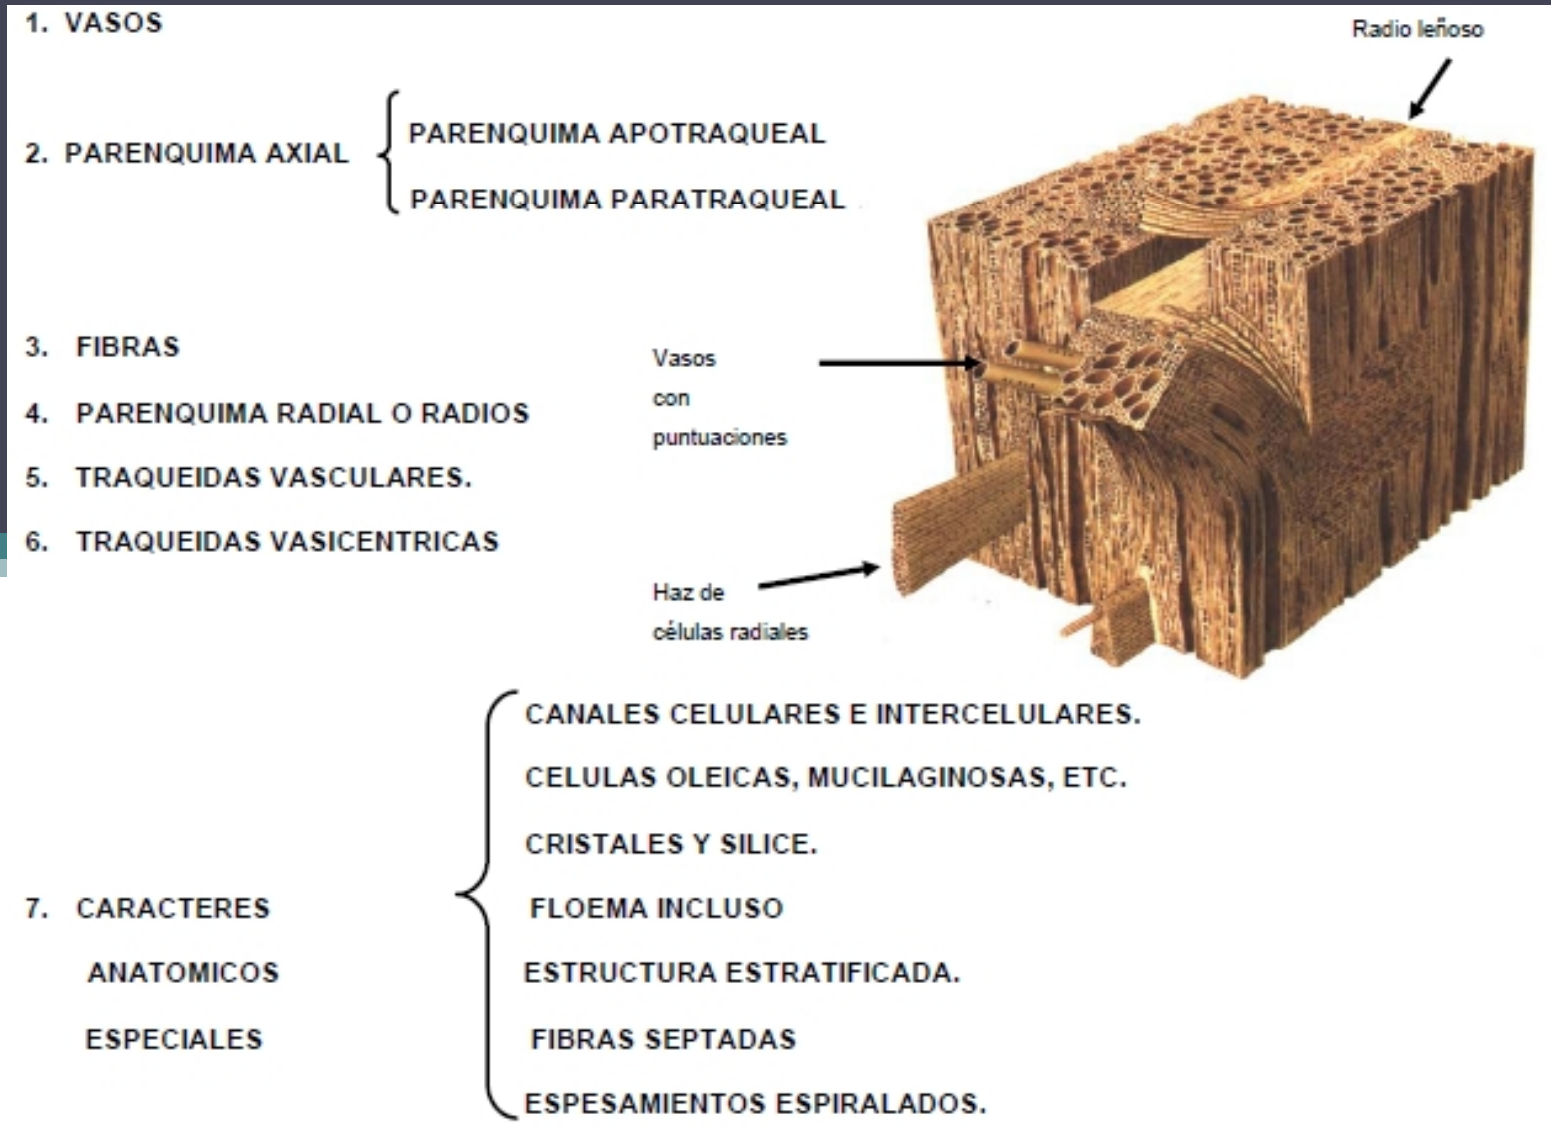 1. VASOS
Radio leñoso
2. PARENQUIMA AXIAL
PARENQUIMA APOTRAQUEAL
PARENQUIMA PARATRAQUEAL
3. FIBRAS
4. PARENQUIMA RADIAL O RADIOS
5. TRAQUEIDAS VASCULARES.
6. TRAQUEIDAS VASICENTRICAS
Vasos
con
puntuaciones
Haz de
células radiales
7. CARACTERES
ANATOMICOS
ESPECIALES
CANALES CELULARES E INTERCELULARES.
CELULAS OLEICAS, MUCILAGINOSAS, ETC.
CRISTALES Y SILICE.
FLOEMA INCLUSO
ESTRUCTURA ESTRATIFICADA.
FIBRAS SEPTADAS
ESPESAMIENTOS ESPIRALADOS.